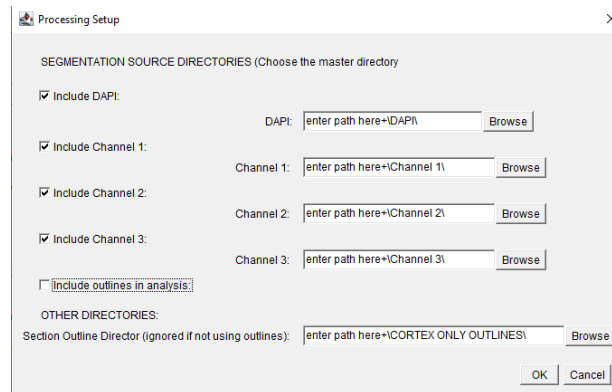 Processing Setup
SEGMENTATION SOURCE DIRECTORIES (Choose the master directory
Include DAPI:
DAPI: enter path here+\DAPI\ Browse
Include Channel 1:
Channel 1: enter path here+\Channel 1\ Browse
Include Channel 2:
Channel 2: enter path here+\Channel 2\ Browse
Include Channel 3:
Channel 3: enter path here+\Channel 3\ Browse
Include outlines in analysis:
OTHER DIRECTORIES:
Section Outline Director (ignored if not using outlines): enter path here+\CORTEX ONLY OUTLINES\ Browse
OK Cancel